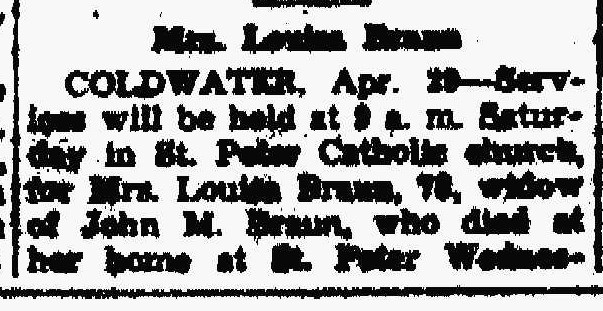 Mrs. Louisa Braun
COLDWATER, Apr. 29—Serv-
ices will be held at 9 a. m. Satur-
day in St. Peter Catholic church,
for Mrs. Louisa Braun, 78, widow
of John M. Braun, who died at
her home at St. Peter Wednes-